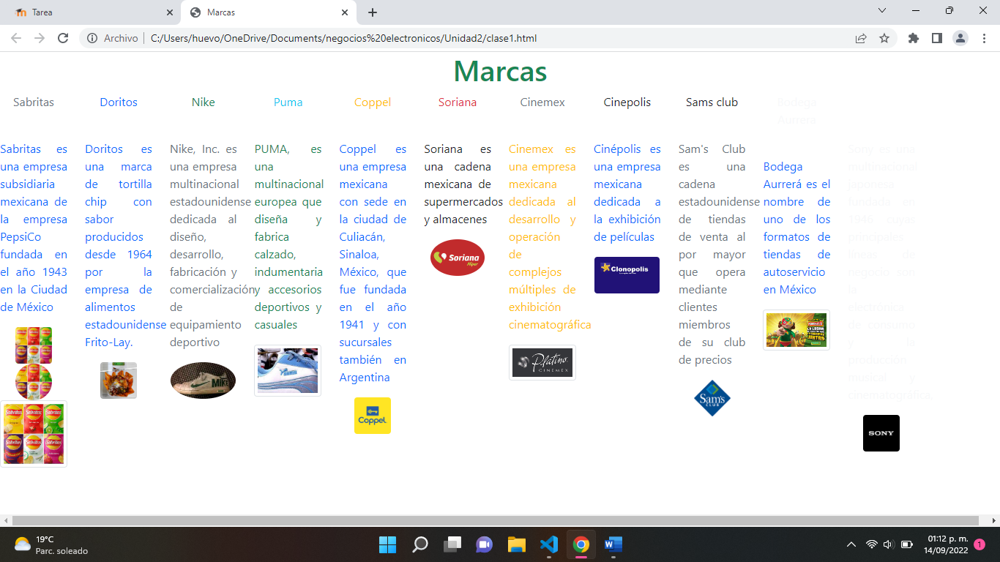 Tarea
Marcas
Archivo
C:/Users/huevo/OneDrive/Documents/negocios%20electronicos/Unidad2/clase1.html
Marcas
Sabritas
Doritos
Nike
Puma
Coppel
Soriana
Cinemex
Cinepolis
Sams club
Bodega
Aurrera
Sabritas es
una empresa
subsidiaria
mexicana de
la empresa
PepsiCo
fundada en
el año 1943
en la Ciudad
de México
Doritos es
una marca
de tortilla
chip con
sabor
producidos
desde 1964
por la
empresa de
alimentos
estadounidense
Frito-Lay.
Nike, Inc. es
una empresa
multinacional
estadounidense
dedicada al
diseño,
desarrollo,
fabricación y
comercialización
de
equipamiento
deportivo
Mike
PUMA, es
una
multinacional
europea que
diseña y
fabrica
calzado,
indumentaria
y accesorios
deportivos y
casuales
Coppel es
una empresa
mexicana
con sede en
la ciudad de
Culiacán,
Sinaloa,
México, que
fue fundada
en el año
1941 y con
sucursales
también en
Argentina
Coppel
Soriana es
una cadena
mexicana de
supermercados
y almacenes
Soriana
Híper
Cinemex es
una empresa
mexicana
dedicada al
desarrollo y
operación
de
complejos
múltiples de
exhibición
cinematográfica
Platino
CINEMEX
Cinépolis es
una empresa
mexicana
dedicada a
la exhibición
de películas
Clonopolis
Sam's Club
es una
cadena
estadounidense
de tiendas
de venta al
por mayor
que opera
mediante
clientes
miembros
de su club
de precios
Sam's
CLUB
Bodega
Aurrerá es el
nombre de
uno de los
formatos de
tiendas de
autoservicio
en México
Sony es una
multinacional
japonesa
fundada en
1946 cuyas
principales
líneas de
negocio son
la
electrónica
de consumo
y la
producción
musical y
cinematográfica,
SONY
19°C
Parc. soleado
01:12 p. m.
14/09/2022
1